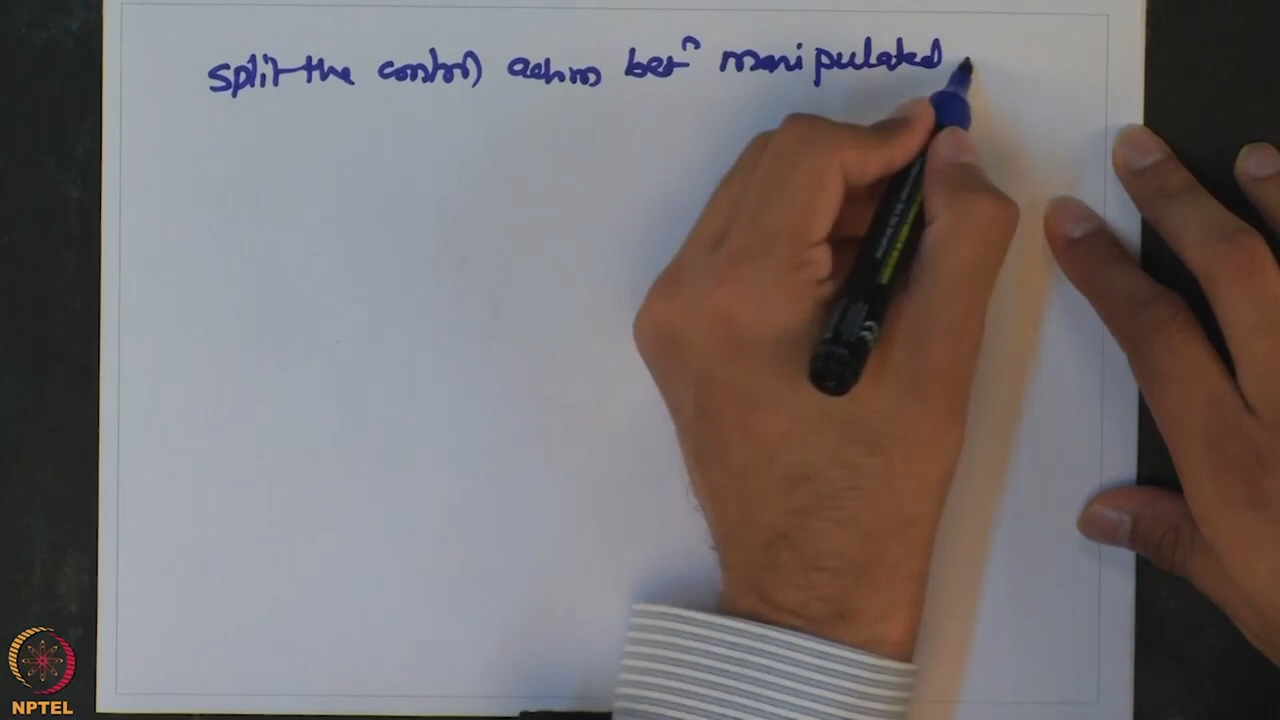 split the control action betⁿ manipulated
NPTEL